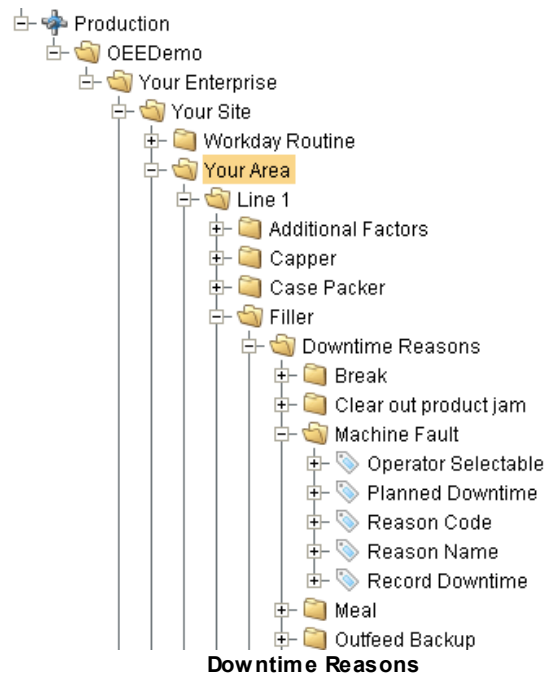 Production
OEEDemo
Your Enterprise
Your Site
Workday Routine
Your Area
Line 1
Additional Factors
Capper
Case Packer
Filler
Downtime Reasons
Break
Clear out product jam
Machine Fault
Operator Selectable
Planned Downtime
Reason Code
Reason Name
Record Downtime
Meal
Outfeed Backup
Downtime Reasons